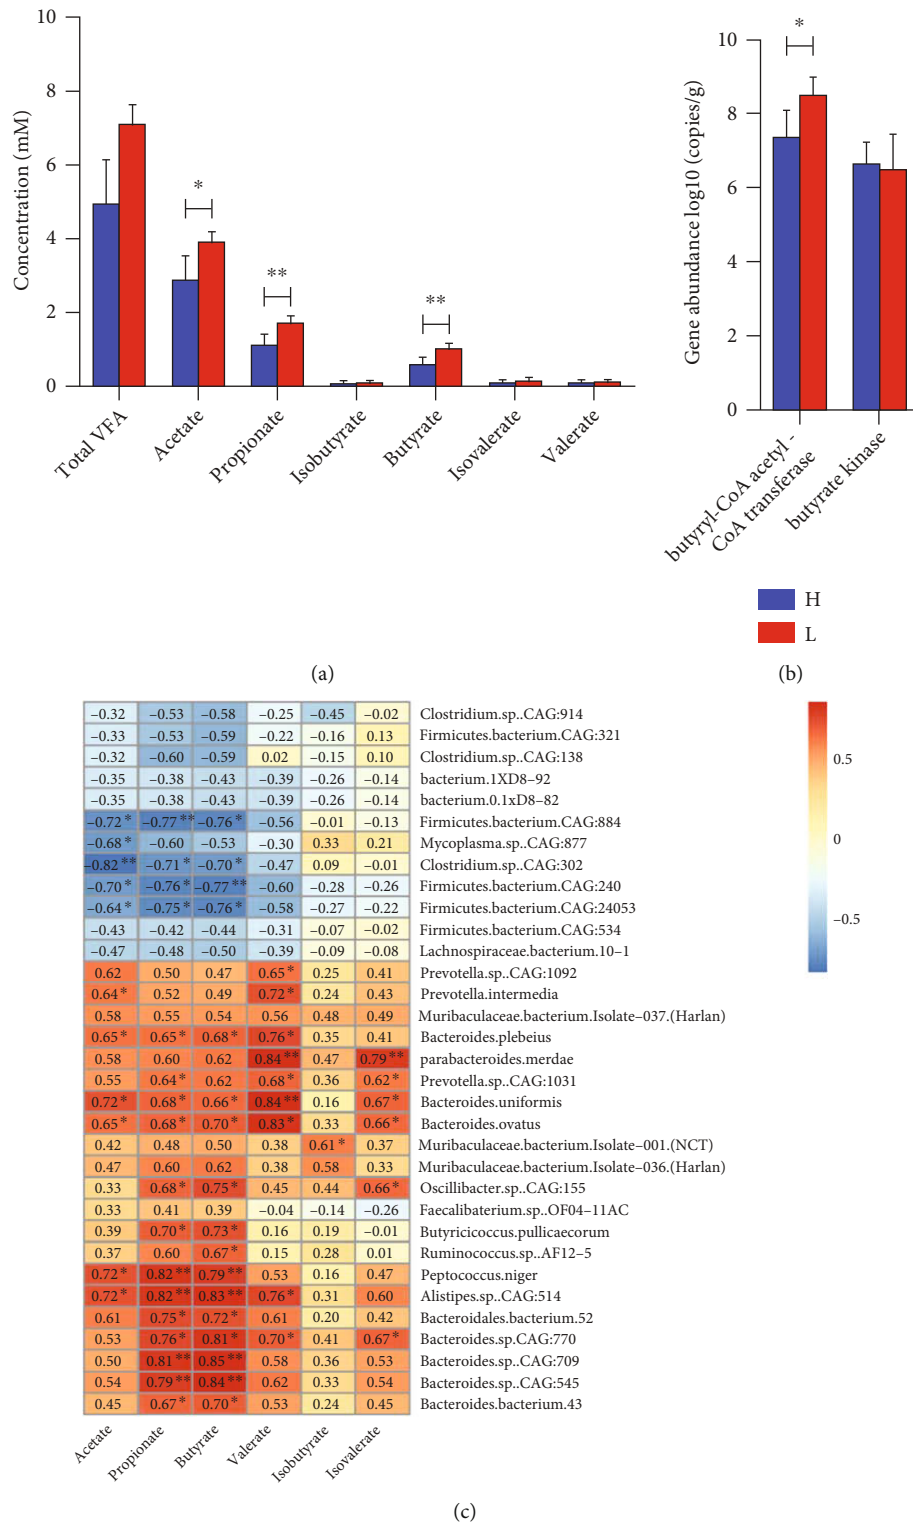 10
8
6
4
2
0
Concentration (mM)
*
**
**
Total VFA
Acetate
Propionate
Isobutyrate
Butyrate
Isovalerate
Valerate
(a)
10
8
6
4
2
0
Gene abundance log10 (copies/g)
*
butyryl-CoA acetyl -
CoA transferase
butyrate kinase
H
L
(b)
−0.32 −0.53 −0.58 −0.25 −0.45 −0.02 Clostridium.sp..CAG:914
−0.33 −0.53 −0.59 −0.22 −0.16 0.13 Firmicutes.bacterium.CAG:321
−0.32 −0.60 −0.59 0.02 −0.15 0.10 Clostridium.sp..CAG:138
−0.35 −0.38 −0.43 −0.39 −0.26 −0.14 bacterium.1XD8−92
−0.35 −0.38 −0.43 −0.39 −0.26 −0.14 bacterium.0.1xD8−82
−0.72 * −0.77 ** −0.76 * −0.56 −0.01 −0.13 Firmicutes.bacterium.CAG:884
−0.68 * −0.60 −0.53 −0.30 0.33 0.21 Mycoplasma.sp..CAG:877
−0.82 ** −0.71 * −0.70 * −0.47 0.09 −0.01 Clostridium.sp..CAG:302
−0.70 * −0.76 * −0.77 ** −0.60 −0.28 −0.26 Firmicutes.bacterium.CAG:240
−0.64 * −0.75 * −0.76 * −0.58 −0.27 −0.22 Firmicutes.bacterium.CAG:24053
−0.43 −0.42 −0.44 −0.31 −0.07 −0.02 Firmicutes.bacterium.CAG:534
−0.47 −0.48 −0.50 −0.39 −0.09 −0.08 Lachnospiraceae.bacterium.10−1
0.62 0.50 0.47 0.65 * 0.25 0.41 Prevotella.sp..CAG:1092
0.64 * 0.52 0.49 0.72 * 0.24 0.43 Prevotella.intermedia
0.58 0.55 0.54 0.56 0.48 0.49 Muribaculaceae.bacterium.Isolate−037.(Harlan)
0.65 * 0.65 * 0.68 * 0.76 * 0.35 0.41 Bacteroides.plebeius
0.58 0.60 0.62 0.84 ** 0.47 0.79 ** parabacteroides.merdae
0.55 0.64 * 0.62 0.68 * 0.36 0.62 * Prevotella.sp..CAG:1031
0.72 * 0.68 * 0.66 * 0.84 ** 0.16 0.67 * Bacteroides.uniformis
0.65 * 0.68 * 0.70 * 0.83 * 0.33 0.66 * Bacteroides.ovatus
0.42 0.48 0.50 0.38 0.61 * 0.37 Muribaculaceae.bacterium.Isolate−001.(NCT)
0.47 0.60 0.62 0.38 0.58 0.33 Muribaculaceae.bacterium.Isolate−036.(Harlan)
0.33 0.68 * 0.75 * 0.45 0.44 0.66 * Oscillibacter.sp..CAG:155
0.33 0.41 0.39 −0.04 −0.14 −0.26 Faecalibaterium.sp..OF04−11AC
0.39 0.70 * 0.73 * 0.16 0.19 −0.01 Butyricicoccus.pullicaecorum
0.37 0.60 0.67 * 0.15 0.28 0.01 Ruminococcus.sp..AF12−5
0.72 * 0.82 ** 0.79 ** 0.53 0.16 0.47 Peptococcus.niger
0.72 * 0.82 ** 0.83 ** 0.76 * 0.31 0.60 Alistipes.sp..CAG:514
0.61 0.75 * 0.72 * 0.61 0.20 0.42 Bacteroidales.bacterium.52
0.53 0.76 * 0.81 * 0.70 * 0.41 0.67 * Bacteroides.sp.CAG:770
0.50 0.81 ** 0.85 ** 0.58 0.36 0.53 Bacteroides.sp..CAG:709
0.54 0.79 ** 0.84 ** 0.62 0.33 0.54 Bacteroides.sp..CAG:545
0.45 0.67 * 0.70 * 0.53 0.24 0.45 Bacteroides.bacterium.43
Acetate
Propionate
Butyrate
Valerate
Isobutyrate
Isovalerate
0.5
0
−0.5
(c)